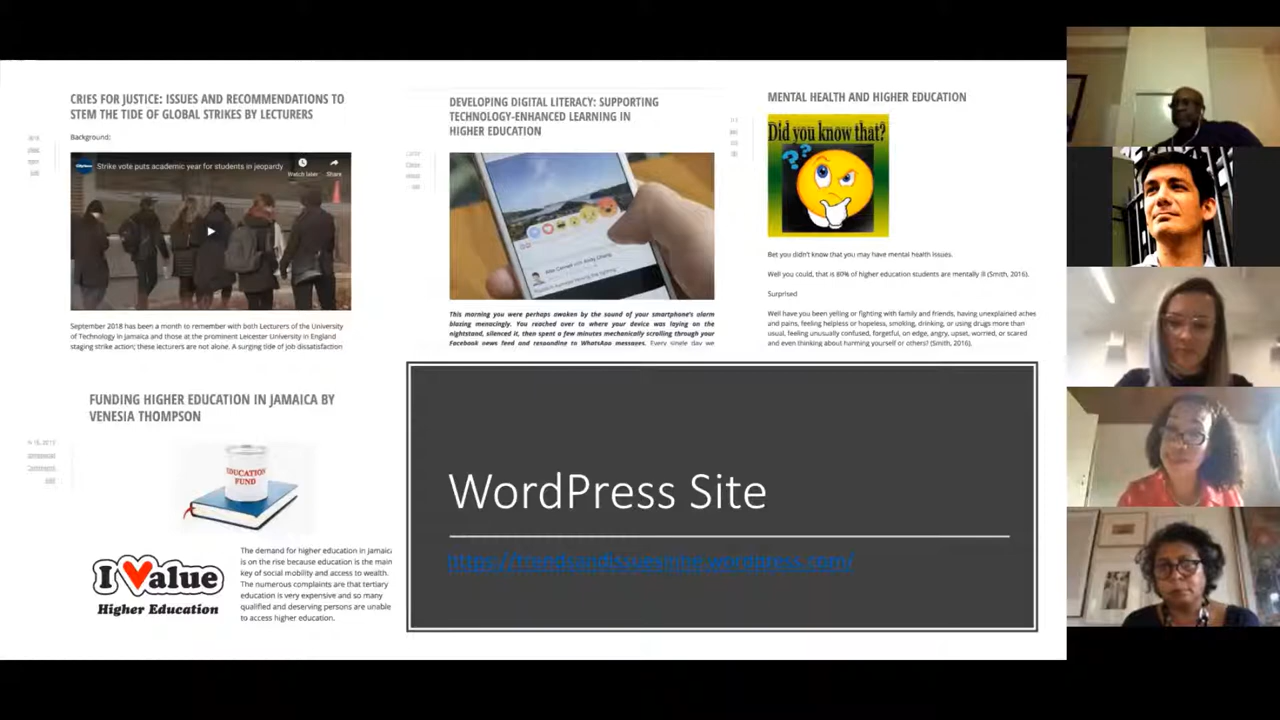 CRIES FOR JUSTICE: ISSUES AND RECOMMENDATIONS TO
STEM THE TIDE OF GLOBAL STRIKES BY LECTURERS
Background:
Strike vote puts academic year for students in jeopardy
Watch later
Share
September 2018 has been a month to remember with both Lecturers of the University
of Technology in Jamaica and those at the prominent Leicester University in England
staging strike action; these lecturers are not alone. A surging tide of job dissatisfaction
DEVELOPING DIGITAL LITERACY: SUPPORTING
TECHNOLOGY-ENHANCED LEARNING IN
HIGHER EDUCATION
This morning you were perhaps awoken by the sound of your smartphone's alarm
blazing menacingly. You reached over to where your device was laying on the
nightstand, silenced it, then spent a few minutes mechanically scrolling through your
Facebook news feed and responding to WhatsApp messages. Every single day we
MENTAL HEALTH AND HIGHER EDUCATION
Did you know that?
??
Bet you didn't know that you may have mental health issues.
Well you could, that is 80% of higher education students are mentally ill (Smith, 2016).
Surprised
Well have you been yelling or fighting with family and friends, having unexplained aches
and pains, feeling helpless or hopeless, smoking, drinking, or using drugs more than
usual, feeling unusually confused, forgetful, on edge, angry, upset, worried, or scared
and even thinking about harming yourself or others? (Smith, 2016).
FUNDING HIGHER EDUCATION IN JAMAICA BY
VENESIA THOMPSON
EDUCATION
FUND
I Value
Higher Education
The demand for higher education in Jamaica
is on the rise because education is the main
key of social mobility and access to wealth.
The numerous complaints are that tertiary
education is very expensive and so many
qualified and deserving persons are unable
to access higher education.
WordPress Site